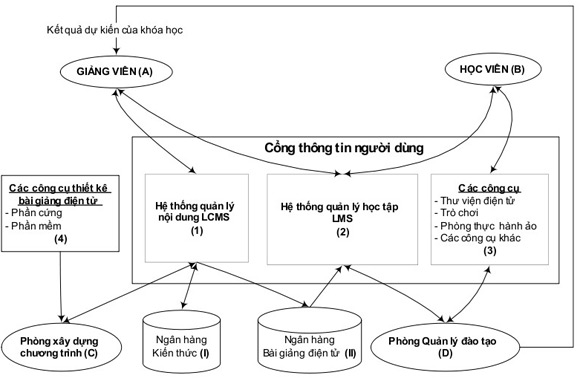 Kết quả dự kiến của khóa học
GIẢNG VIÊN (A)
HỌC VIÊN (B)
Cổng thông tin người dùng
Các công cụ thiết kế
bài giảng điện tử
- Phần cứng
- Phần mềm
(4)
Hệ thống quản lý
nội dung LCMS
(1)
Hệ thống quản lý học tập
LMS
(2)
Các công cụ
- Thư viện điện tử
- Trò chơi
- Phòng thực hành ảo
- Các công cụ khác
(3)
Phòng xây dựng
chương trình (C)
Ngân hàng
Kiến thức (I)
Ngân hàng
Bài giảng điện tử (II)
Phòng Quản lý đào tạo
(D)